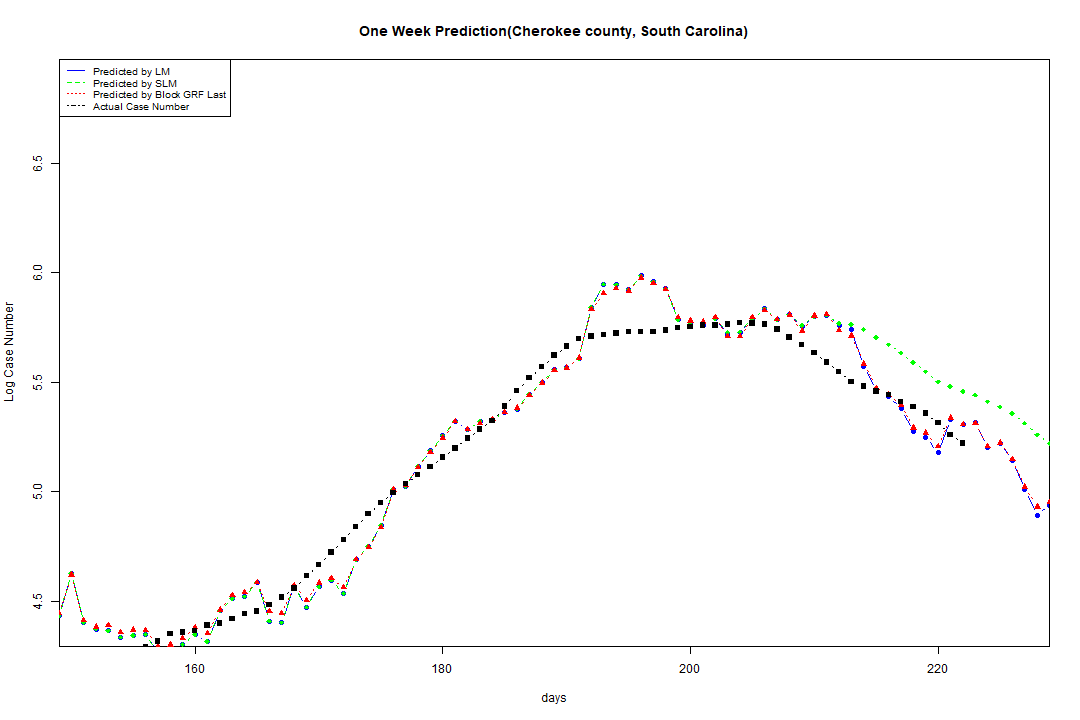 One Week Prediction(Cherokee county, South Carolina)
Predicted by LM
Predicted by SLM
Predicted by Block GRF Last
Actual Case Number
6.5
6.0
5.5
5.0
4.5
Log Case Number
160 180 200 220
days